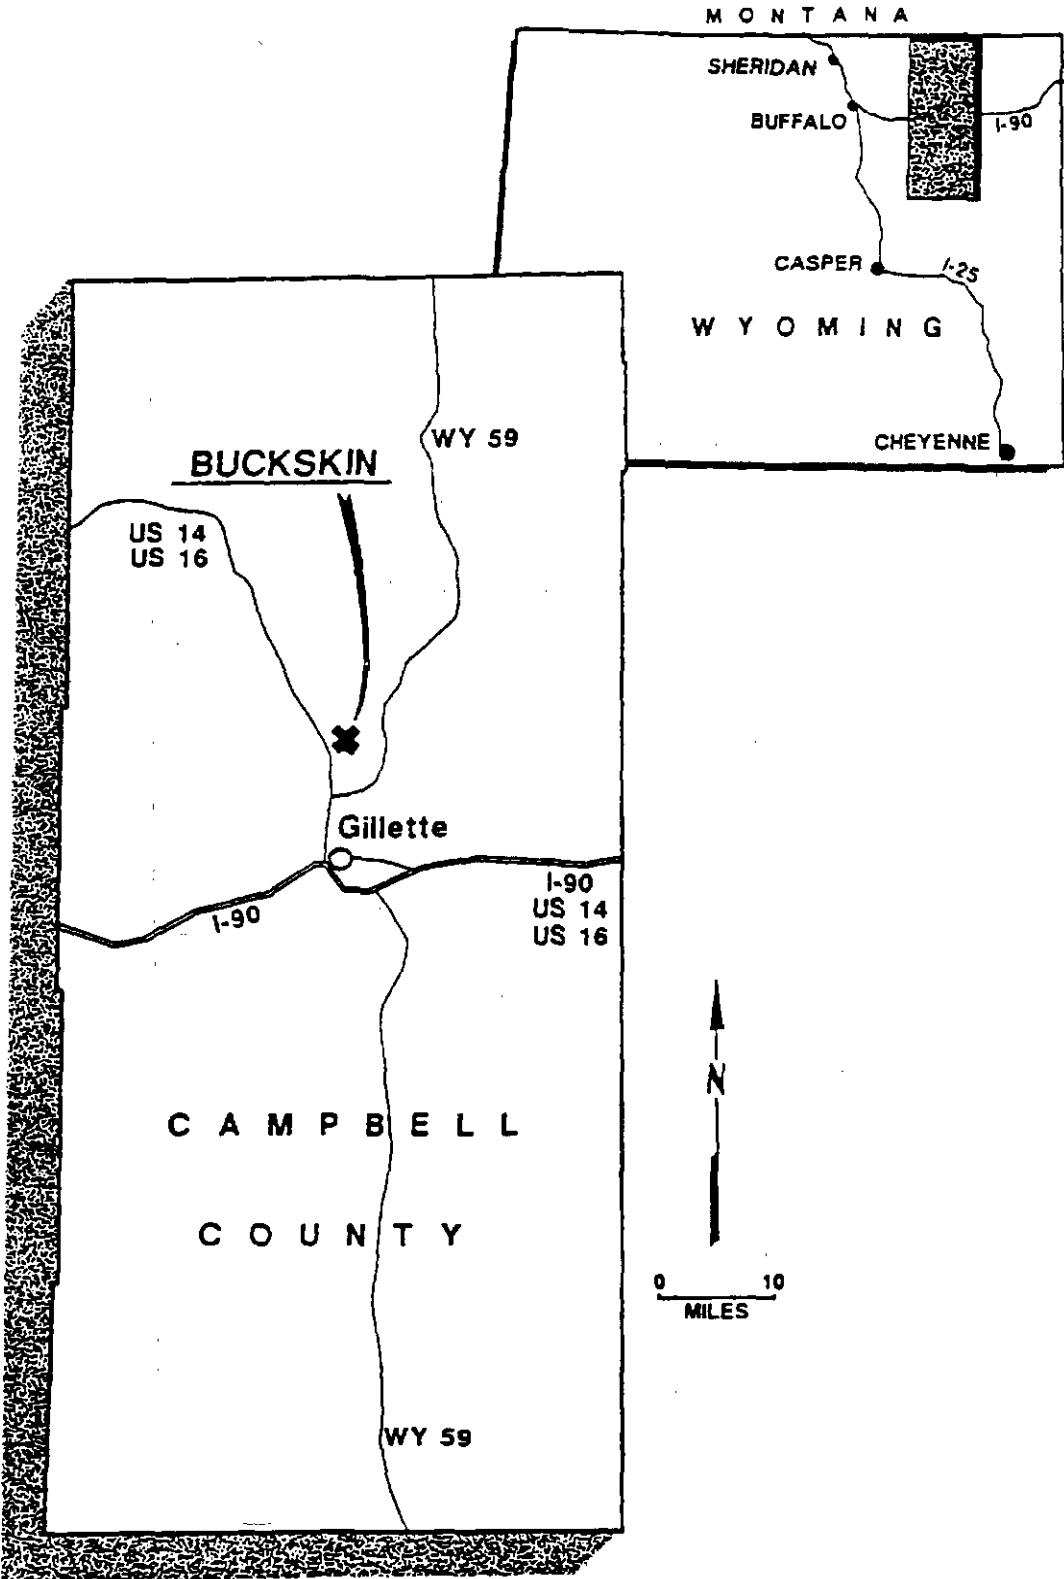 MONTANA
SHERIDAN
BUFFALO
I-90
CASPER
I-25
WYOMING
CHEYENNE
WY 59
BUCKSKIN
US 14
US 16
Gillette
I-90
I-90
US 14
US 16
CAMPBELL
COUNTY
N
0 10
MILES
WY 59